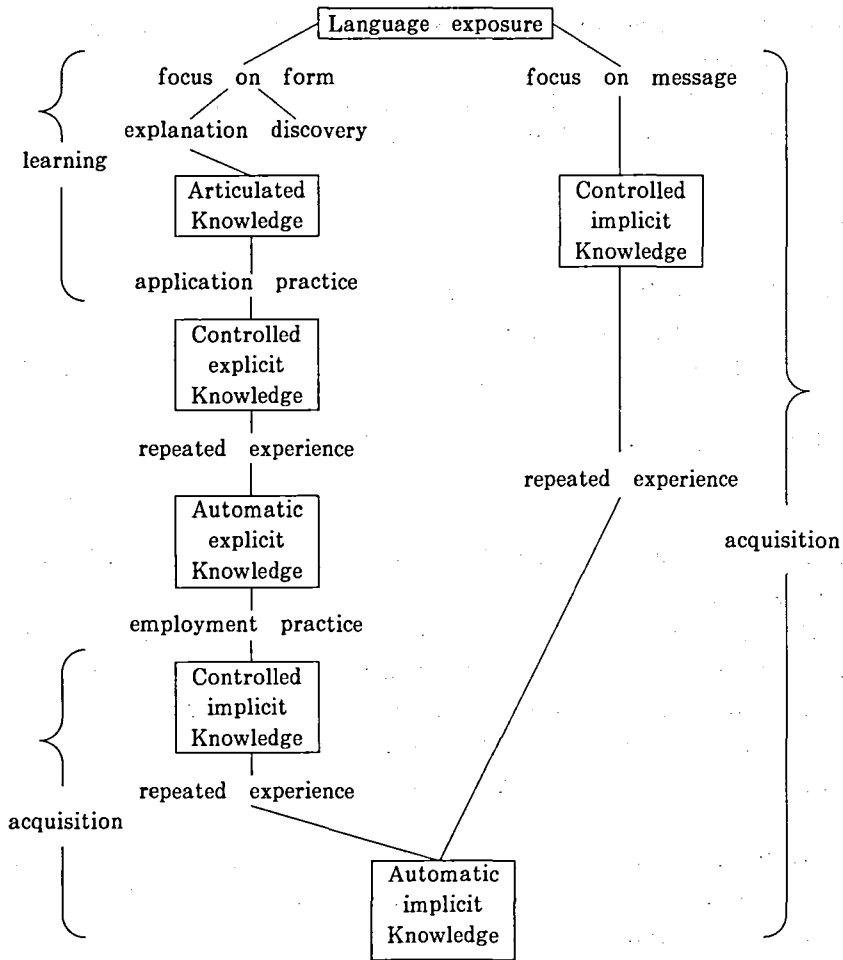 Language exposure
focus on form
focus on message
explanation discovery
learning
Articulated
Knowledge
Controlled
implicit
Knowledge
application practice
Controlled
explicit
Knowledge
repeated experience
repeated experience
Automatic
explicit
Knowledge
acquisition
employment practice
Controlled
implicit
Knowledge
repeated experience
acquisition
Automatic
implicit
Knowledge